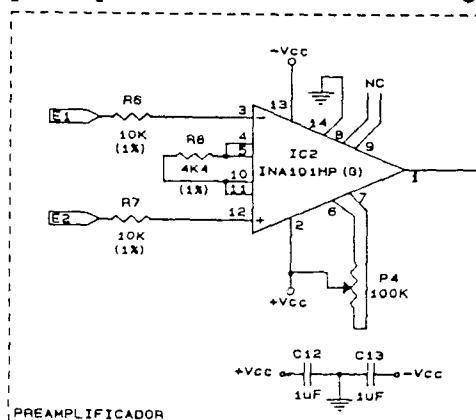 -Vcc
13
14
NC
E1
R6
10K
(1%)
3
-
8
9
R8
4K4
(1%)
4
5
10
11
IC2
INA101HP (G)
1
E2
R7
10K
(1%)
12
+
2
6
7
+Vcc
P4
100K
C12
C13
+Vcc
-Vcc
1uF
1uF
PREAMPLIFICADOR